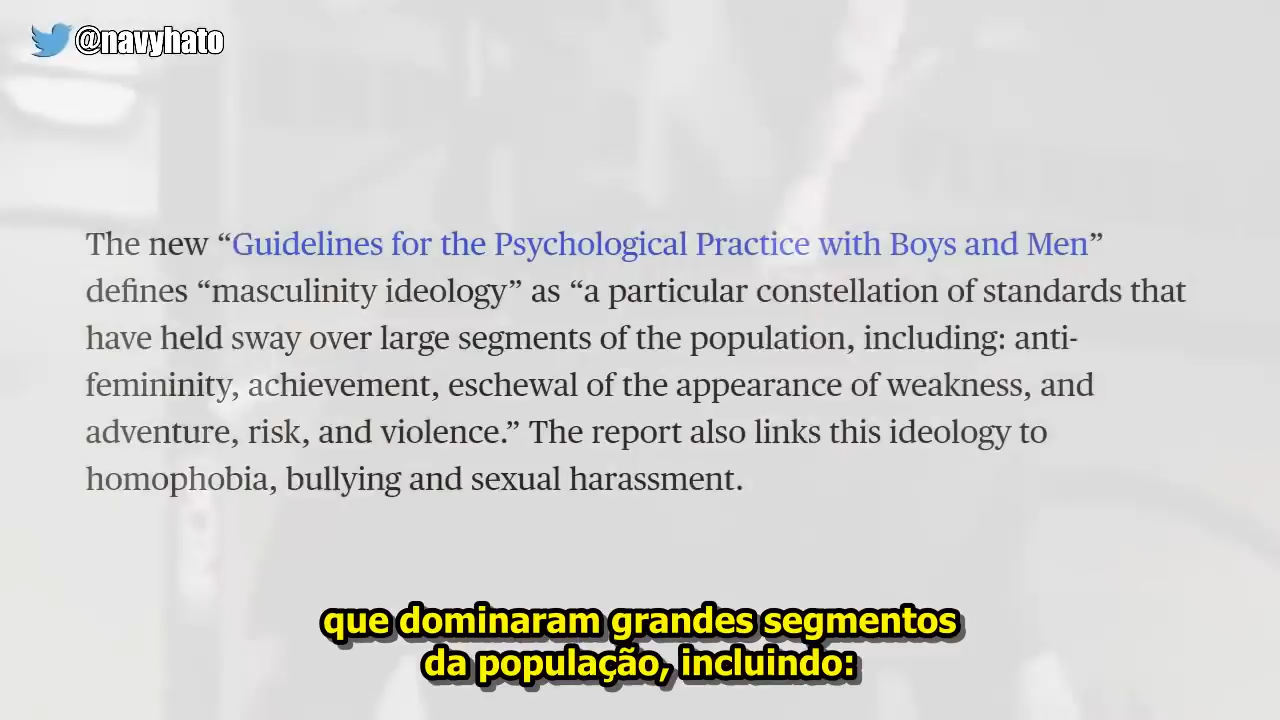 @navyhato
The new “Guidelines for the Psychological Practice with Boys and Men”
defines “masculinity ideology” as “a particular constellation of standards that
have held sway over large segments of the population, including: anti-
femininity, achievement, eschewal of the appearance of weakness, and
adventure, risk, and violence.” The report also links this ideology to
homophobia, bullying and sexual harassment.
que dominaram grandes segmentos
da população, incluindo: